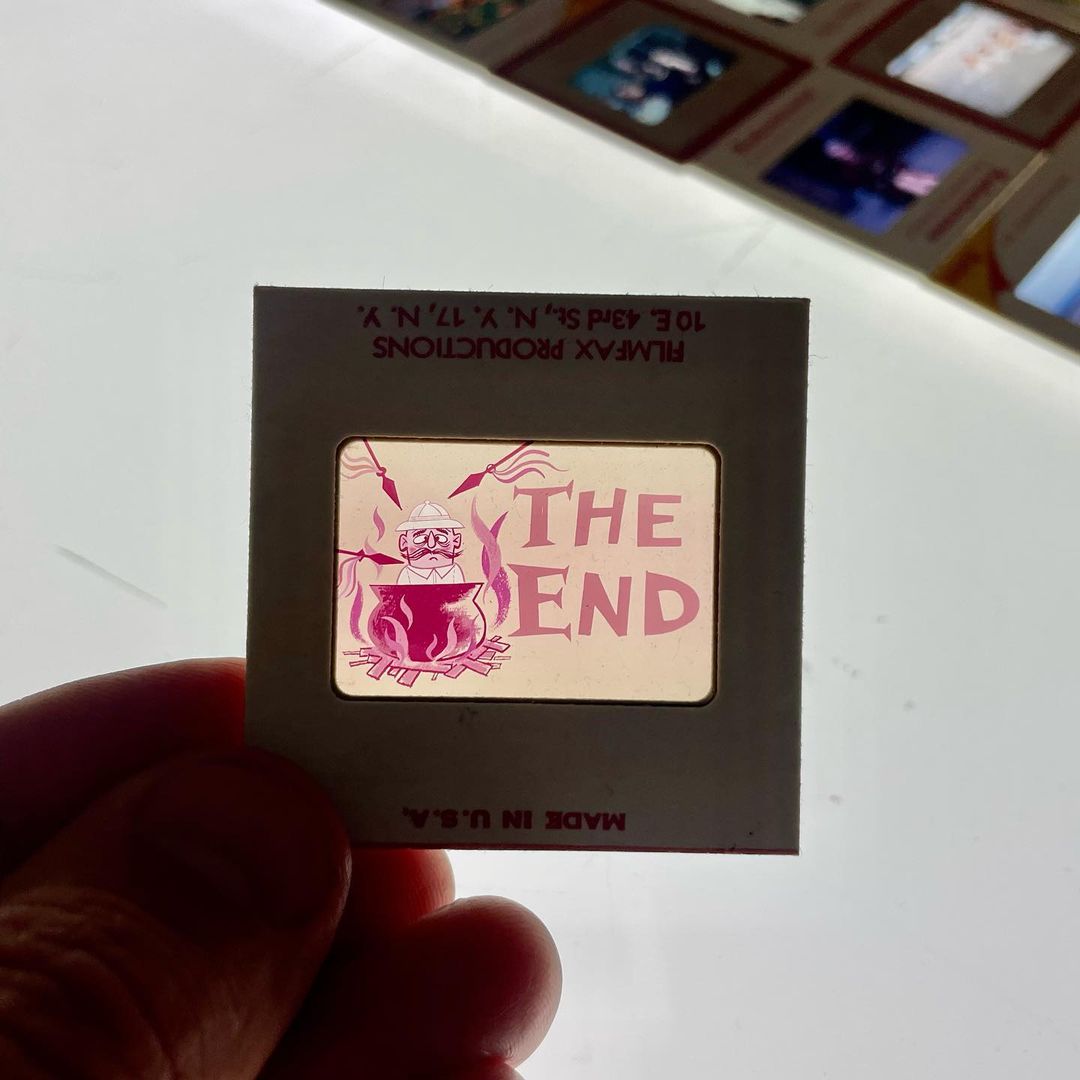 10 E. 43rd St., N. Y. 17, N. Y.
FILMFAX PRODUCTIONS
THE
END
MADE IN U.S.A.